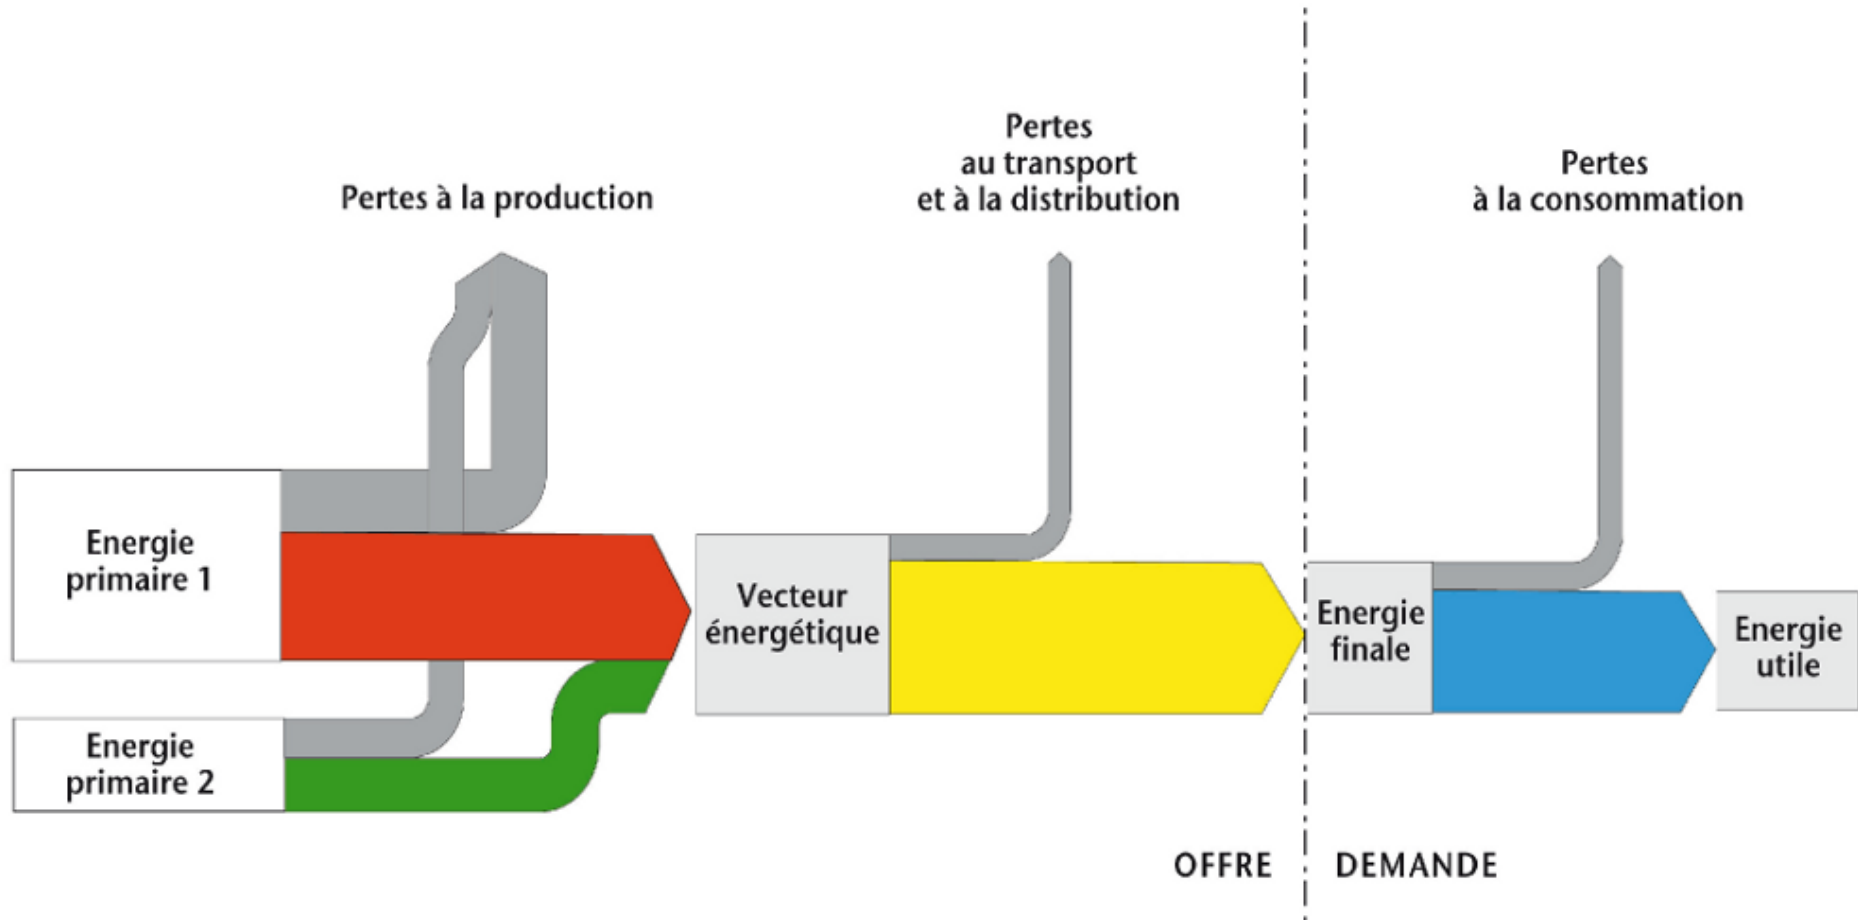 Pertes à la production
Pertes
au transport
et à la distribution
Pertes
à la consommation
Energie
primaire 1
Energie
primaire 2
Vecteur
énergétique
Energie
finale
Energie
utile
OFFRE
DEMANDE